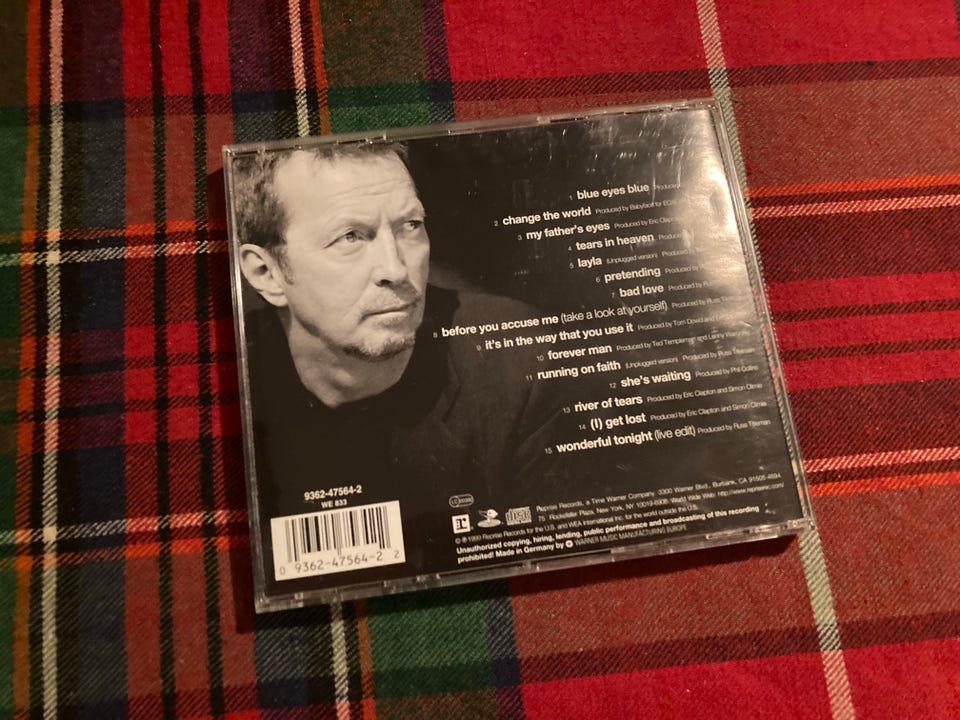 1 blue eyes blue
2 change the world Produced by Babyface for ECAF
3 my father's eyes Produced by Eric Clapton
4 tears in heaven
5 layla (Unplugged version)
6 pretending Produced by
7 bad love
8 before you accuse me (take a look at yourself) Produced by Russ Titelman
9 it's in the way that you use it Produced by Tom Dowd and
10 forever man Produced by Ted Templeman and Lenny Waronker
11 running on faith (Unplugged version) Produced by Russ Titelman
12 she's waiting Produced by Phil Collins
13 river of tears Produced by Eric Clapton and Simon Climie
14 (I) get lost Produced by Eric Clapton and Simon Climie
15 wonderful tonight (live edit) Produced by Russ Titelman
9362-47564-2
WE 833
0 9362-47564-2 2
r
Reprise Records, a Time Warner Company. 3300 Warner Blvd., Burbank, CA 91505-4694.
75 Rockefeller Plaza, New York, NY 10019-6908. World Wide Web: http://www.repriserec.com/
© ℗ 1999 Reprise Records for the U.S. and WEA International Inc. for the world outside the U.S.
Unauthorized copying, hiring, lending, public performance and broadcasting of this recording
prohibited! Made in Germany by WARNER MUSIC MANUFACTURING EUROPE